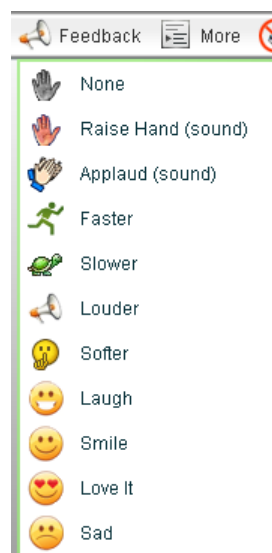 Feedback More
None
Raise Hand (sound)
Applaud (sound)
Faster
Slower
Louder
Softer
Laugh
Smile
Love It
Sad